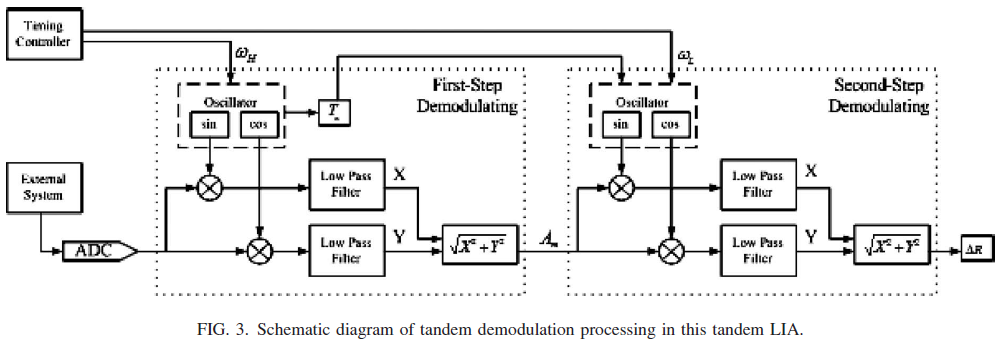 Timing
Controller
ω_H
ω_L
First-Step
Demodulating
Second-Step
Demodulating
Oscillator
sin cos
T_m
Oscillator
sin cos
External
System
ADC
Low Pass
Filter
X
Low Pass
Filter
Y
√X²+Y²
A_m
Low Pass
Filter
X
Low Pass
Filter
Y
√X²+Y²
ΔR
FIG. 3. Schematic diagram of tandem demodulation processing in this tandem LIA.